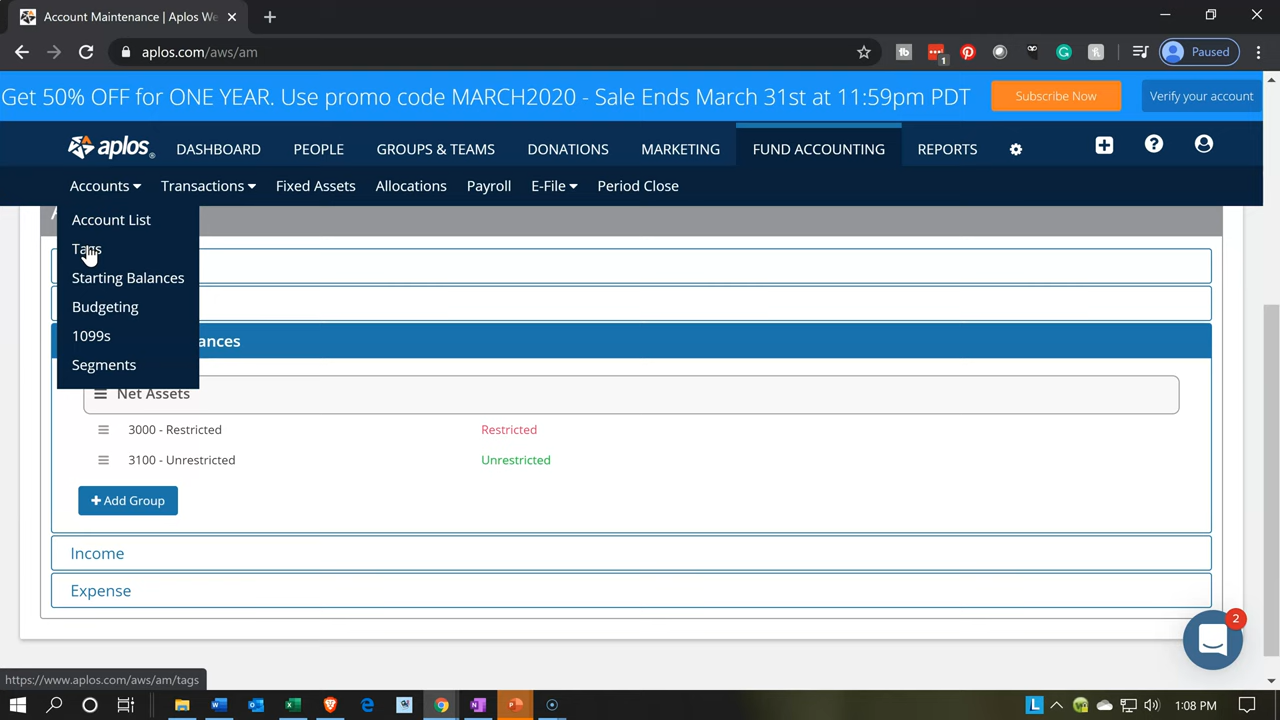 Account Maintenance | Aplos We
aplos.com/aws/am
1
Paused
Get 50% OFF for ONE YEAR. Use promo code MARCH2020 - Sale Ends March 31st at 11:59pm PDT
Subscribe Now
Verify your account
aplos
DASHBOARD
PEOPLE
GROUPS & TEAMS
DONATIONS
MARKETING
FUND ACCOUNTING
REPORTS
Accounts
Transactions
Fixed Assets
Allocations
Payroll
E-File
Period Close
Account List
Tags
Starting Balances
Budgeting
1099s
Segments
ances
Net Assets
3000 - Restricted
Restricted
3100 - Unrestricted
Unrestricted
+ Add Group
Income
Expense
2
https://www.aplos.com/aws/am/tags
1:08 PM